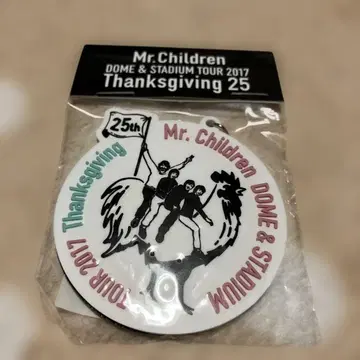 Mr.Children
DOME & STADIUM TOUR 2017
Thanksgiving 25
25th
Mr. Children DOME & STADIUM
TOUR 2017 Thanksgiving